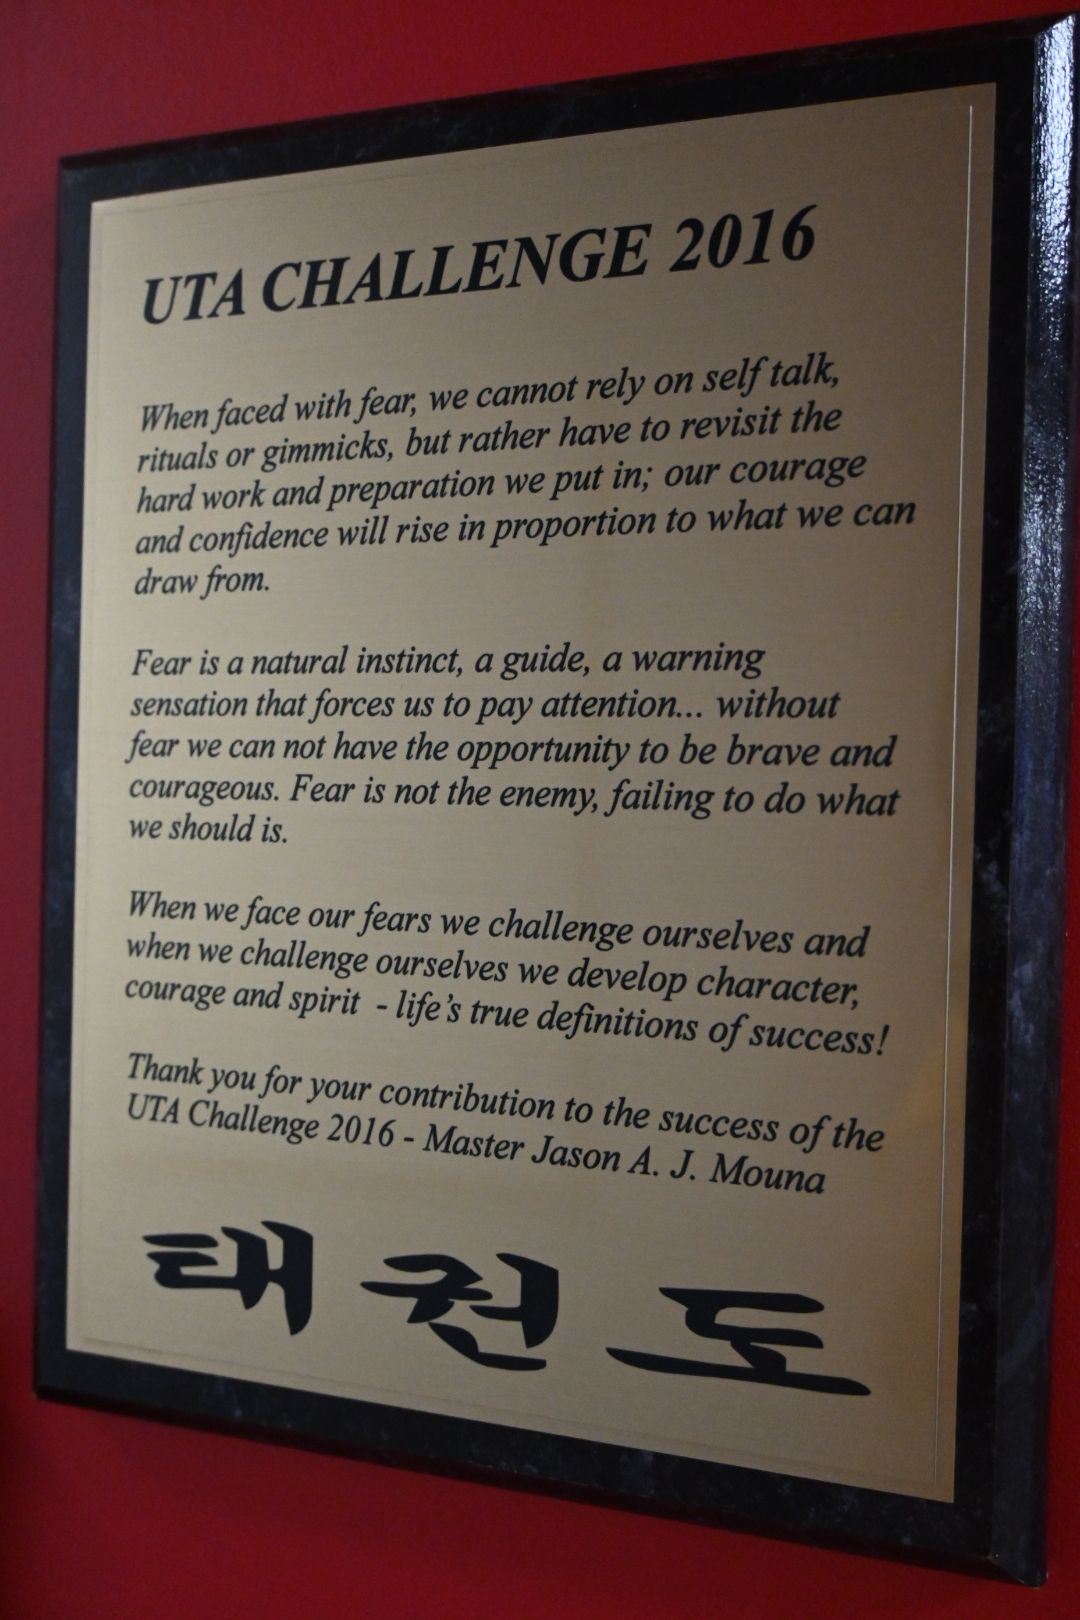 UTA CHALLENGE 2016
When faced with fear, we cannot rely on self talk,
rituals or gimmicks, but rather have to revisit the
hard work and preparation we put in; our courage
and confidence will rise in proportion to what we can
draw from.
Fear is a natural instinct, a guide, a warning
sensation that forces us to pay attention... without
fear we can not have the opportunity to be brave and
courageous. Fear is not the enemy, failing to do what
we should is.
When we face our fears we challenge ourselves and
when we challenge ourselves we develop character,
courage and spirit - life's true definitions of success!
Thank you for your contribution to the success of the
UTA Challenge 2016 - Master Jason A. J. Mouna
태권도